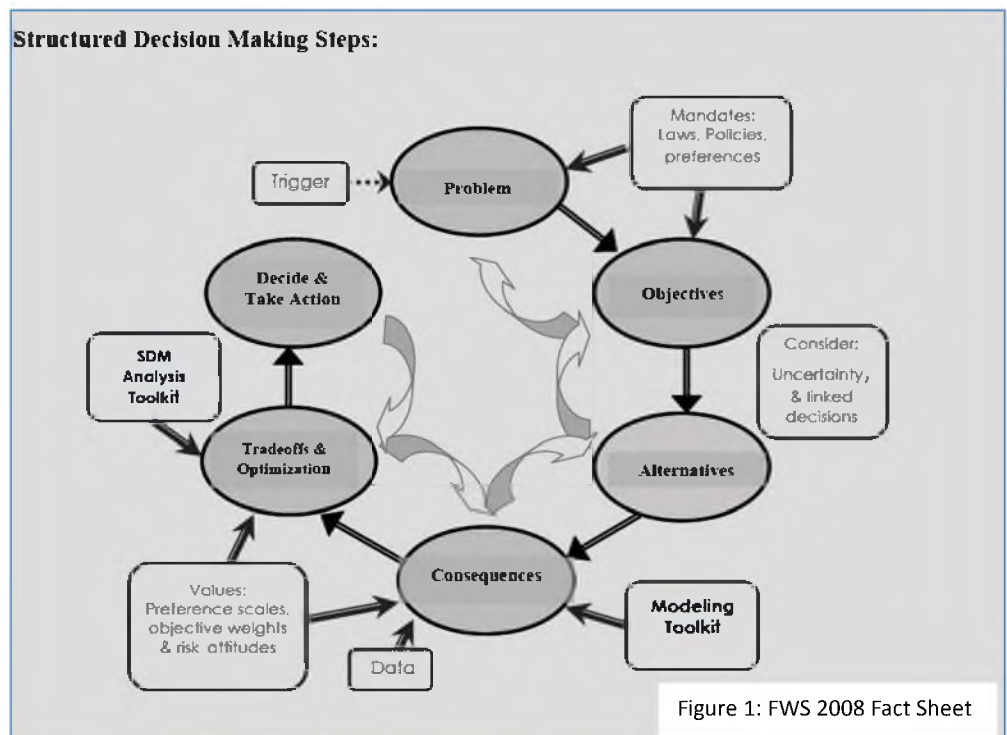 Structured Decision Making Steps:
Mandates:
Laws, Policies,
preferences
Trigger
Problem
Decide &
Take Action
Objectives
SDM
Analysis
Toolkit
Consider:
Uncertainty,
& linked
decisions
Tradeoffs &
Optimization
Alternatives
Consequences
Values:
Preference scales,
objective weights
& risk attitudes
Modeling
Toolkit
Data
Figure 1: FWS 2008 Fact Sheet